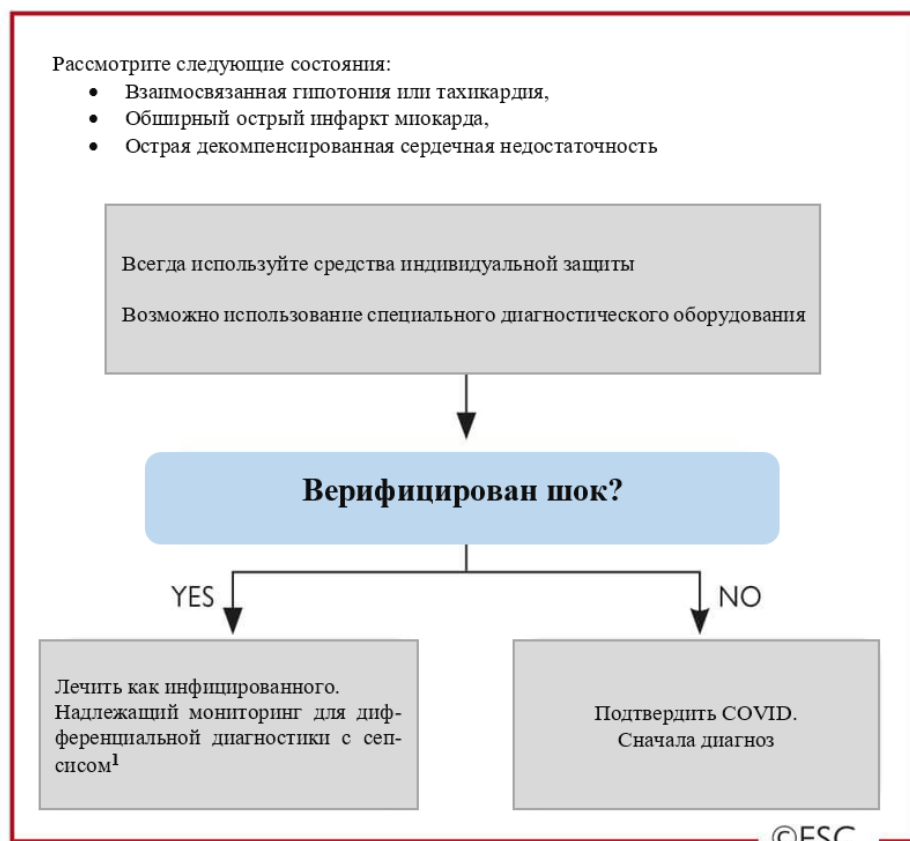 Рассмотрите следующие состояния:
• Взаимосвязанная гипотония или тахикардия,
• Обширный острый инфаркт миокарда,
• Острая декомпенсированная сердечная недостаточность
Всегда используйте средства индивидуальной защиты
Возможно использование специального диагностического оборудования
Верифицирован шок?
YES
NO
Лечить как инфицированного.
Надлежащий мониторинг для диф-
ференциальной диагностики с сеп-
сисом¹
Подтвердить COVID.
Сначала диагноз
©ESC